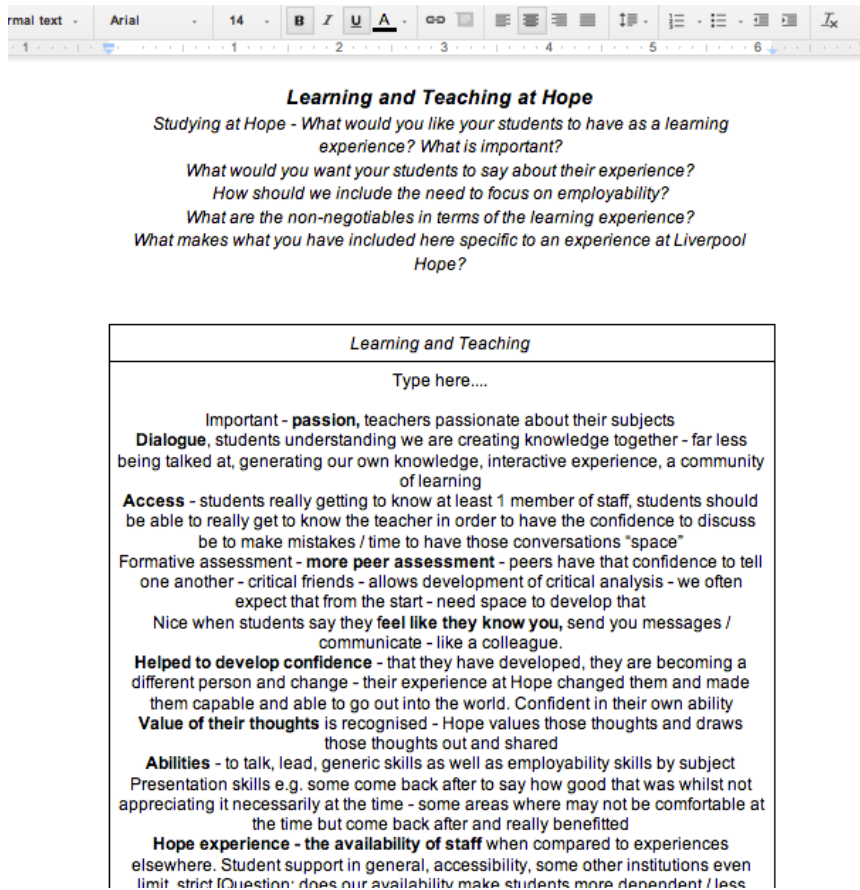 rmal text
Arial
14
B I U A
1 1 2 3 4 5 6
Learning and Teaching at Hope
Studying at Hope - What would you like your students to have as a learning
experience? What is important?
What would you want your students to say about their experience?
How should we include the need to focus on employability?
What are the non-negotiables in terms of the learning experience?
What makes what you have included here specific to an experience at Liverpool
Hope?
Learning and Teaching
Type here....
Important - passion, teachers passionate about their subjects
Dialogue, students understanding we are creating knowledge together - far less
being talked at, generating our own knowledge, interactive experience, a community
of learning
Access - students really getting to know at least 1 member of staff, students should
be able to really get to know the teacher in order to have the confidence to discuss
be to make mistakes / time to have those conversations “space”
Formative assessment - more peer assessment - peers have that confidence to tell
one another - critical friends - allows development of critical analysis - we often
expect that from the start - need space to develop that
Nice when students say they feel like they know you, send you messages /
communicate - like a colleague.
Helped to develop confidence - that they have developed, they are becoming a
different person and change - their experience at Hope changed them and made
them capable and able to go out into the world. Confident in their own ability
Value of their thoughts is recognised - Hope values those thoughts and draws
those thoughts out and shared
Abilities - to talk, lead, generic skills as well as employability skills by subject
Presentation skills e.g. some come back after to say how good that was whilst not
appreciating it necessarily at the time - some areas where may not be comfortable at
the time but come back after and really benefitted
Hope experience - the availability of staff when compared to experiences
elsewhere. Student support in general, accessibility, some other institutions even
limit, strict [Question: does our availability make students more dependent / less